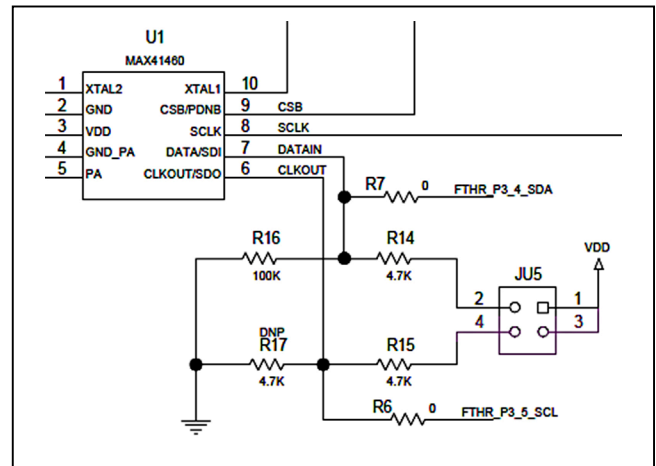 U1
MAX41460
1 XTAL2 XTAL1 10
2 GND CSB/PDNB 9 CSB
3 VDD SCLK 8 SCLK
4 GND_PA DATA/SDI 7 DATAIN
5 PA CLKOUT/SDO 6 CLKOUT
R7 0 FTHR_P3_4_SDA
R16 R14 VDD
100K 4.7K JU5
2 1
4 3
DNP
R17 R15
4.7K 4.7K
R6 0 FTHR_P3_5_SCL